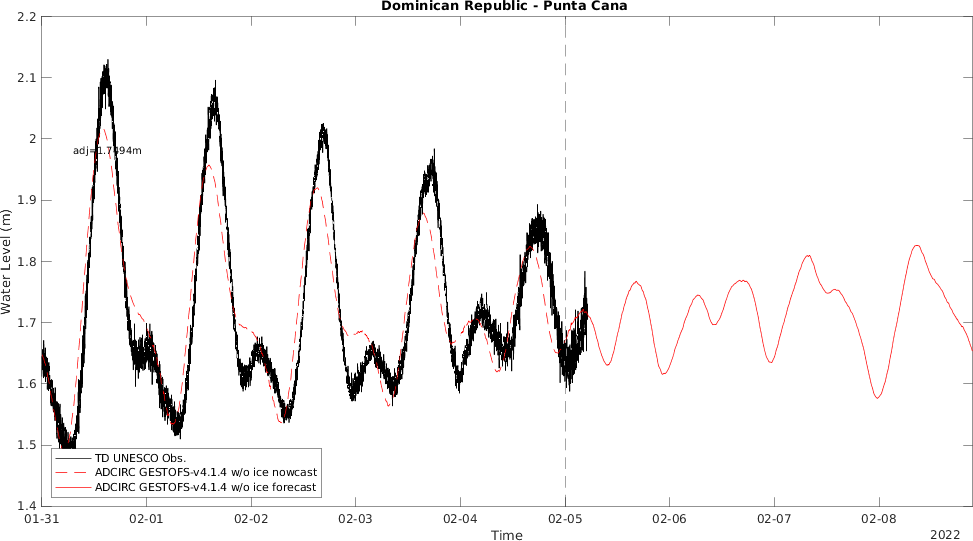 Dominican Republic - Punta Cana
2.2
2.1
2
1.9
1.8
1.7
1.6
1.5
1.4
Water Level (m)
adj=1.7494m
TD UNESCO Obs.
ADCIRC GESTOFS-v4.1.4 w/o ice nowcast
ADCIRC GESTOFS-v4.1.4 w/o ice forecast
01-31 02-01 02-02 02-03 02-04 02-05 02-06 02-07 02-08
Time
2022